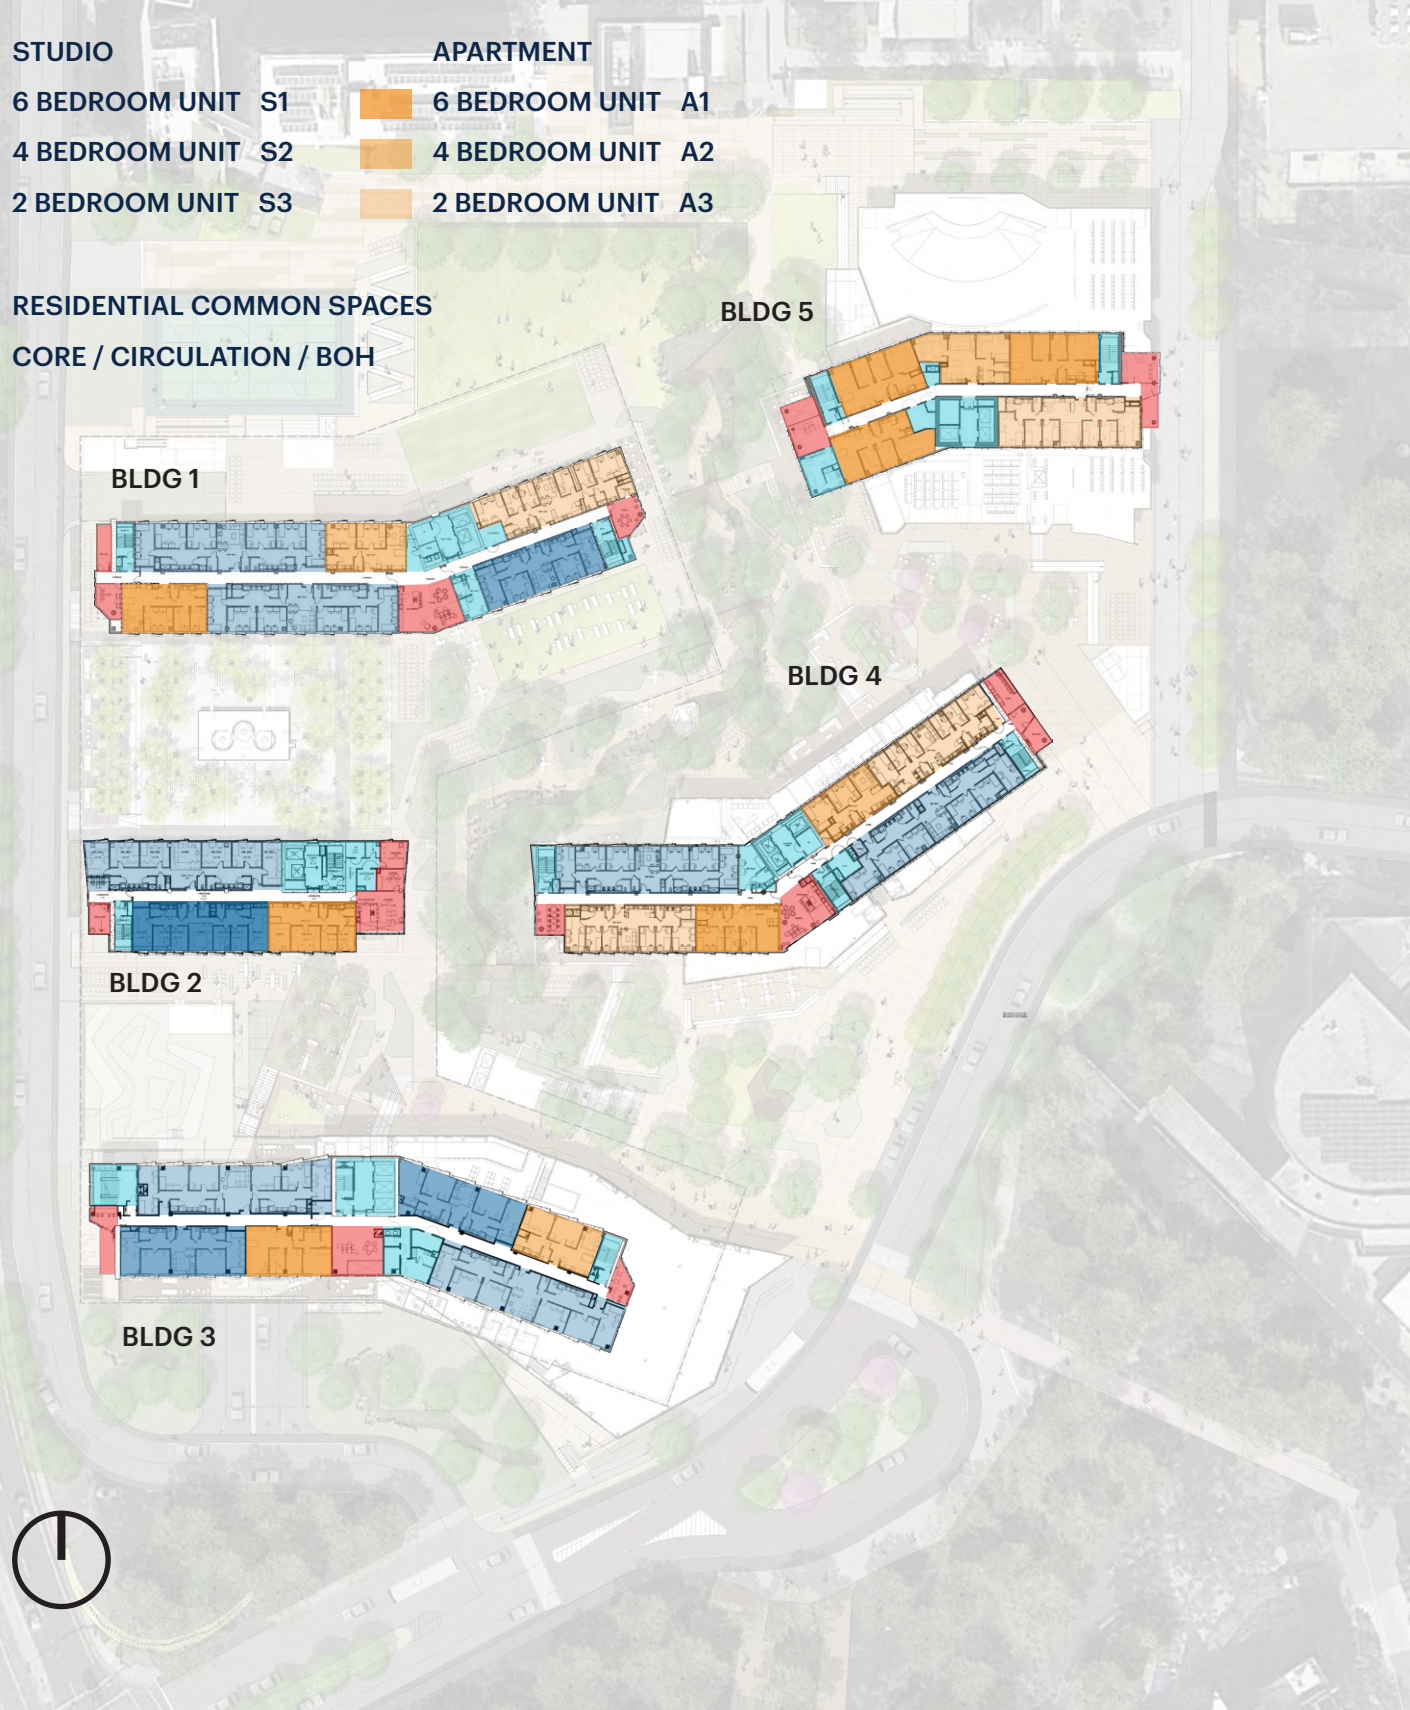 STUDIO
6 BEDROOM UNIT S1
4 BEDROOM UNIT S2
2 BEDROOM UNIT S3
APARTMENT
6 BEDROOM UNIT A1
4 BEDROOM UNIT A2
2 BEDROOM UNIT A3
RESIDENTIAL COMMON SPACES
CORE / CIRCULATION / BOH
BLDG 5
BLDG 1
BLDG 4
BLDG 2
BLDG 3